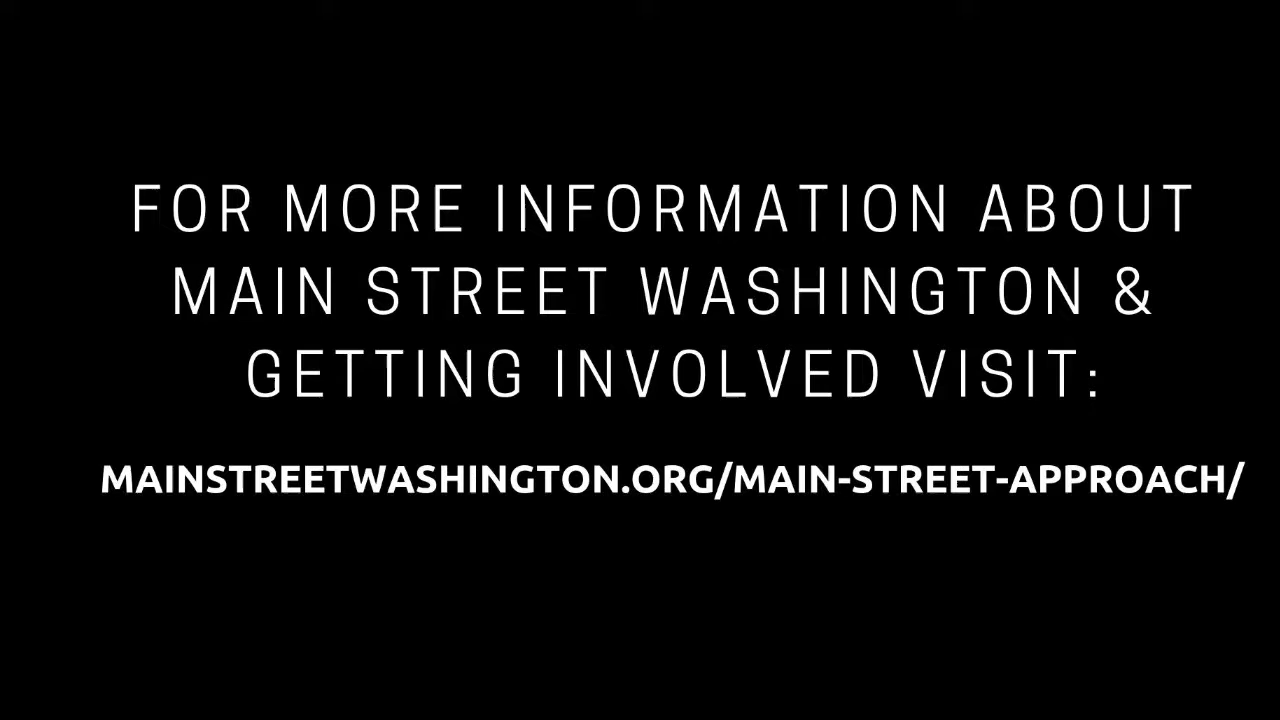 FOR MORE INFORMATION ABOUT
MAIN STREET WASHINGTON &
GETTING INVOLVED VISIT:
MAINSTREETWASHINGTON.ORG/MAIN-STREET-APPROACH/